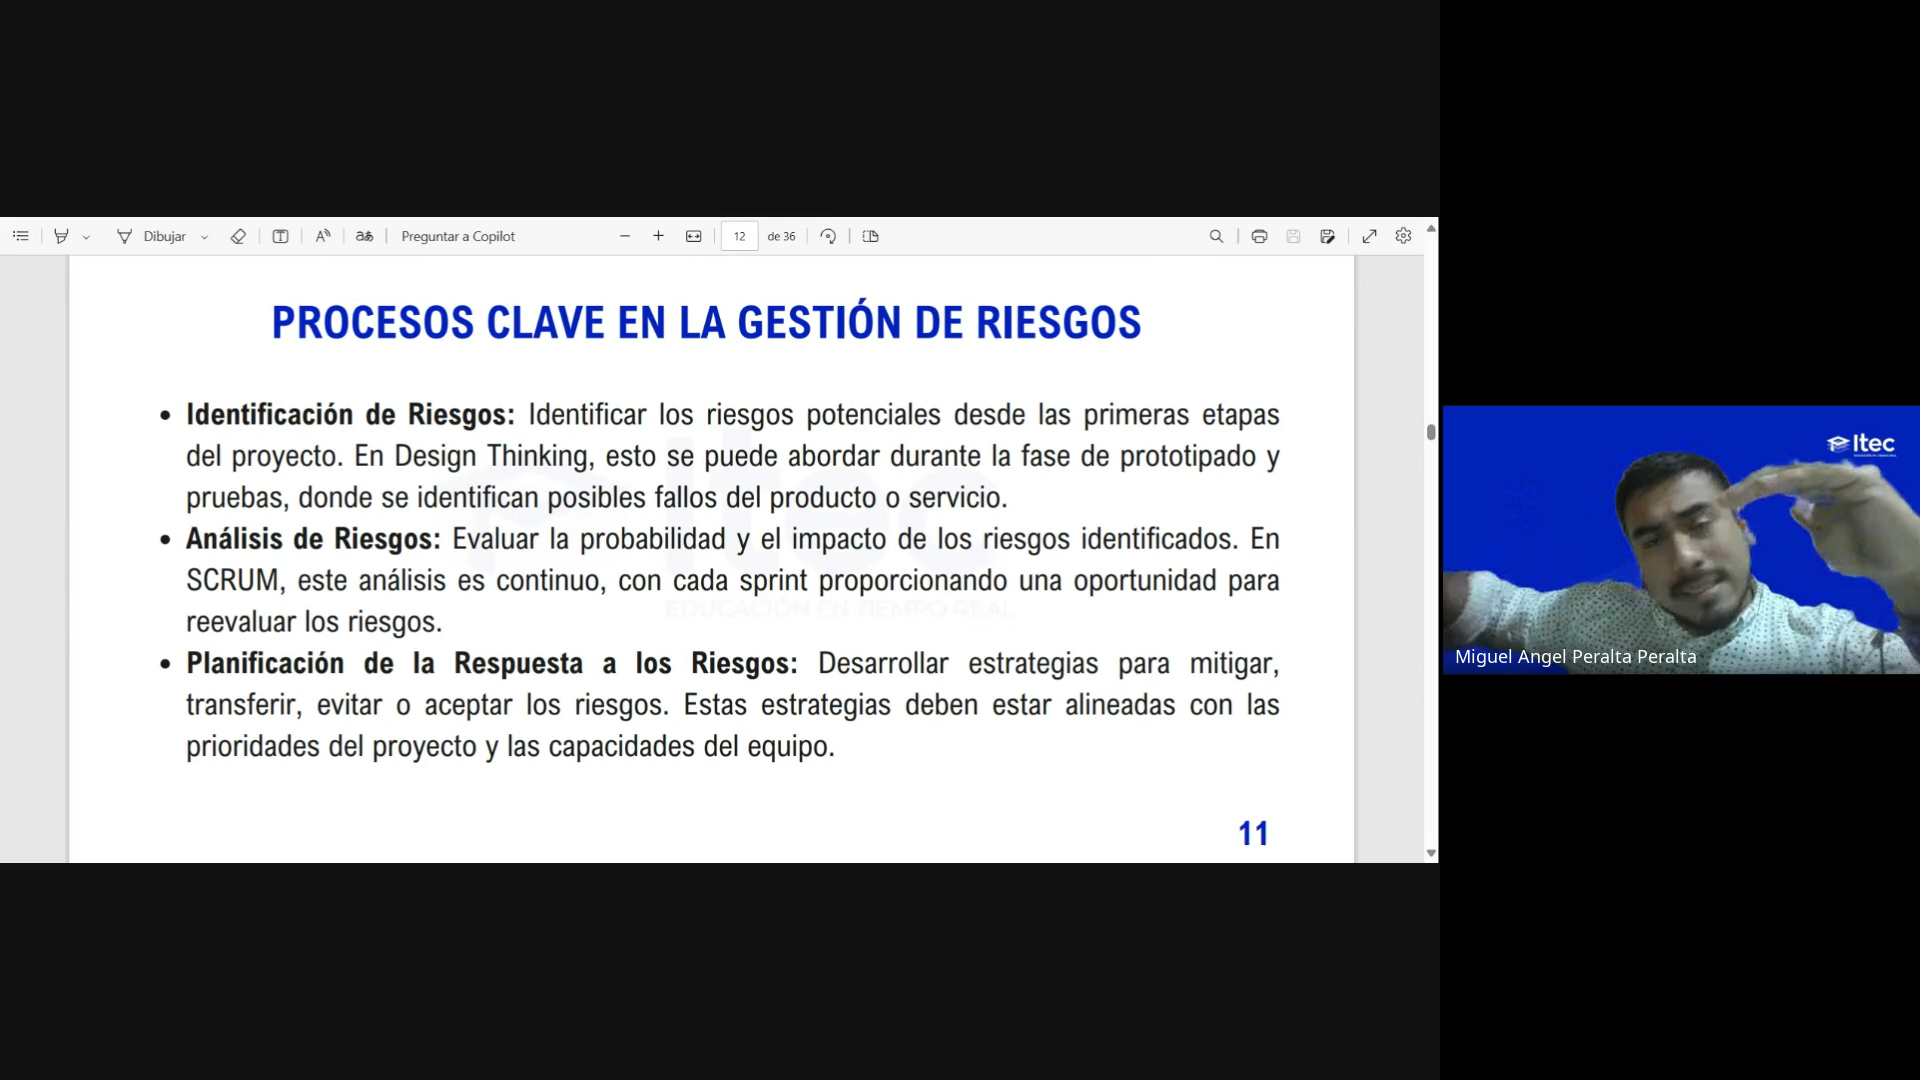 Dibujar
Preguntar a Copilot
12 de 36
PROCESOS CLAVE EN LA GESTIÓN DE RIESGOS
• Identificación de Riesgos: Identificar los riesgos potenciales desde las primeras etapas
del proyecto. En Design Thinking, esto se puede abordar durante la fase de prototipado y
pruebas, donde se identifican posibles fallos del producto o servicio.
• Análisis de Riesgos: Evaluar la probabilidad y el impacto de los riesgos identificados. En
SCRUM, este análisis es continuo, con cada sprint proporcionando una oportunidad para
reevaluar los riesgos.
• Planificación de la Respuesta a los Riesgos: Desarrollar estrategias para mitigar,
transferir, evitar o aceptar los riesgos. Estas estrategias deben estar alineadas con las
prioridades del proyecto y las capacidades del equipo.
Itec
EDUCACIÓN EN TIEMPO REAL
11
Itec
Miguel Angel Peralta Peralta